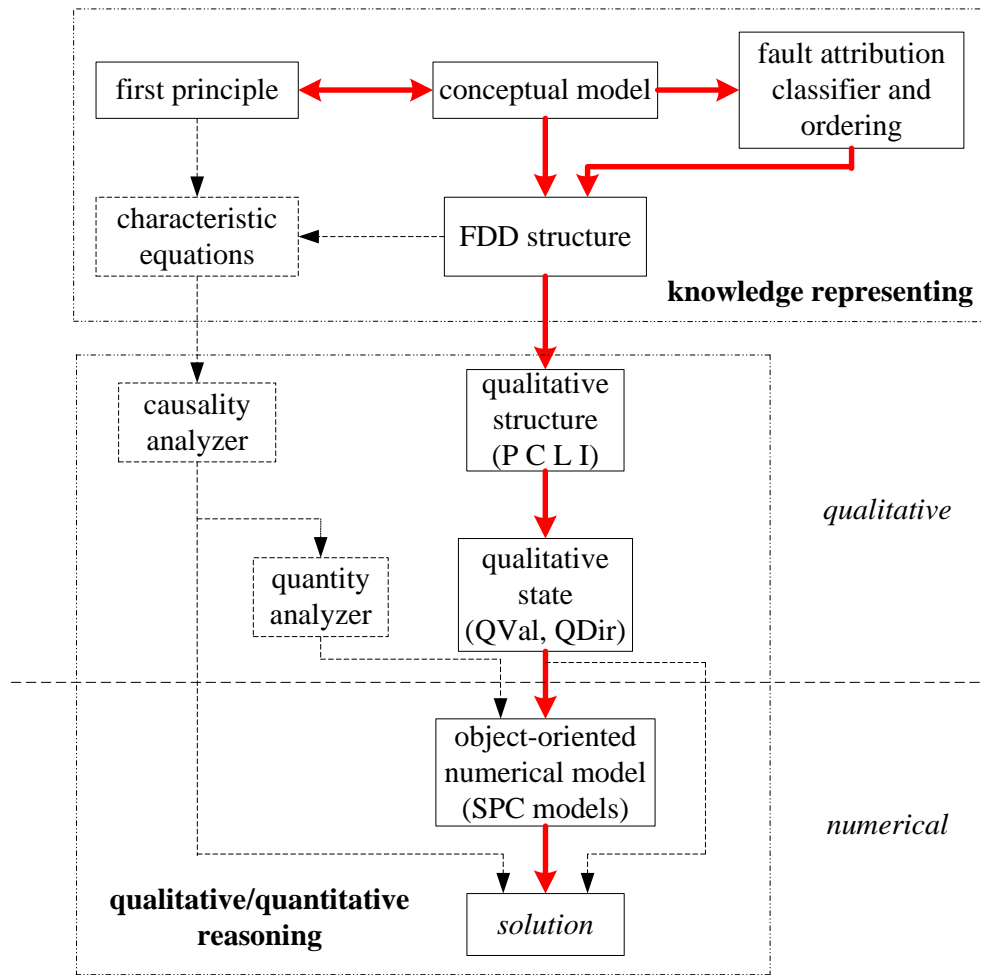 first principle
conceptual model
fault attribution
classifier and
ordering
characteristic
equations
FDD structure
knowledge representing
causality
analyzer
qualitative
structure
(P C L I)
qualitative
quantity
analyzer
qualitative
state
(QVal, QDir)
object-oriented
numerical model
(SPC models)
numerical
qualitative/quantitative
reasoning
solution